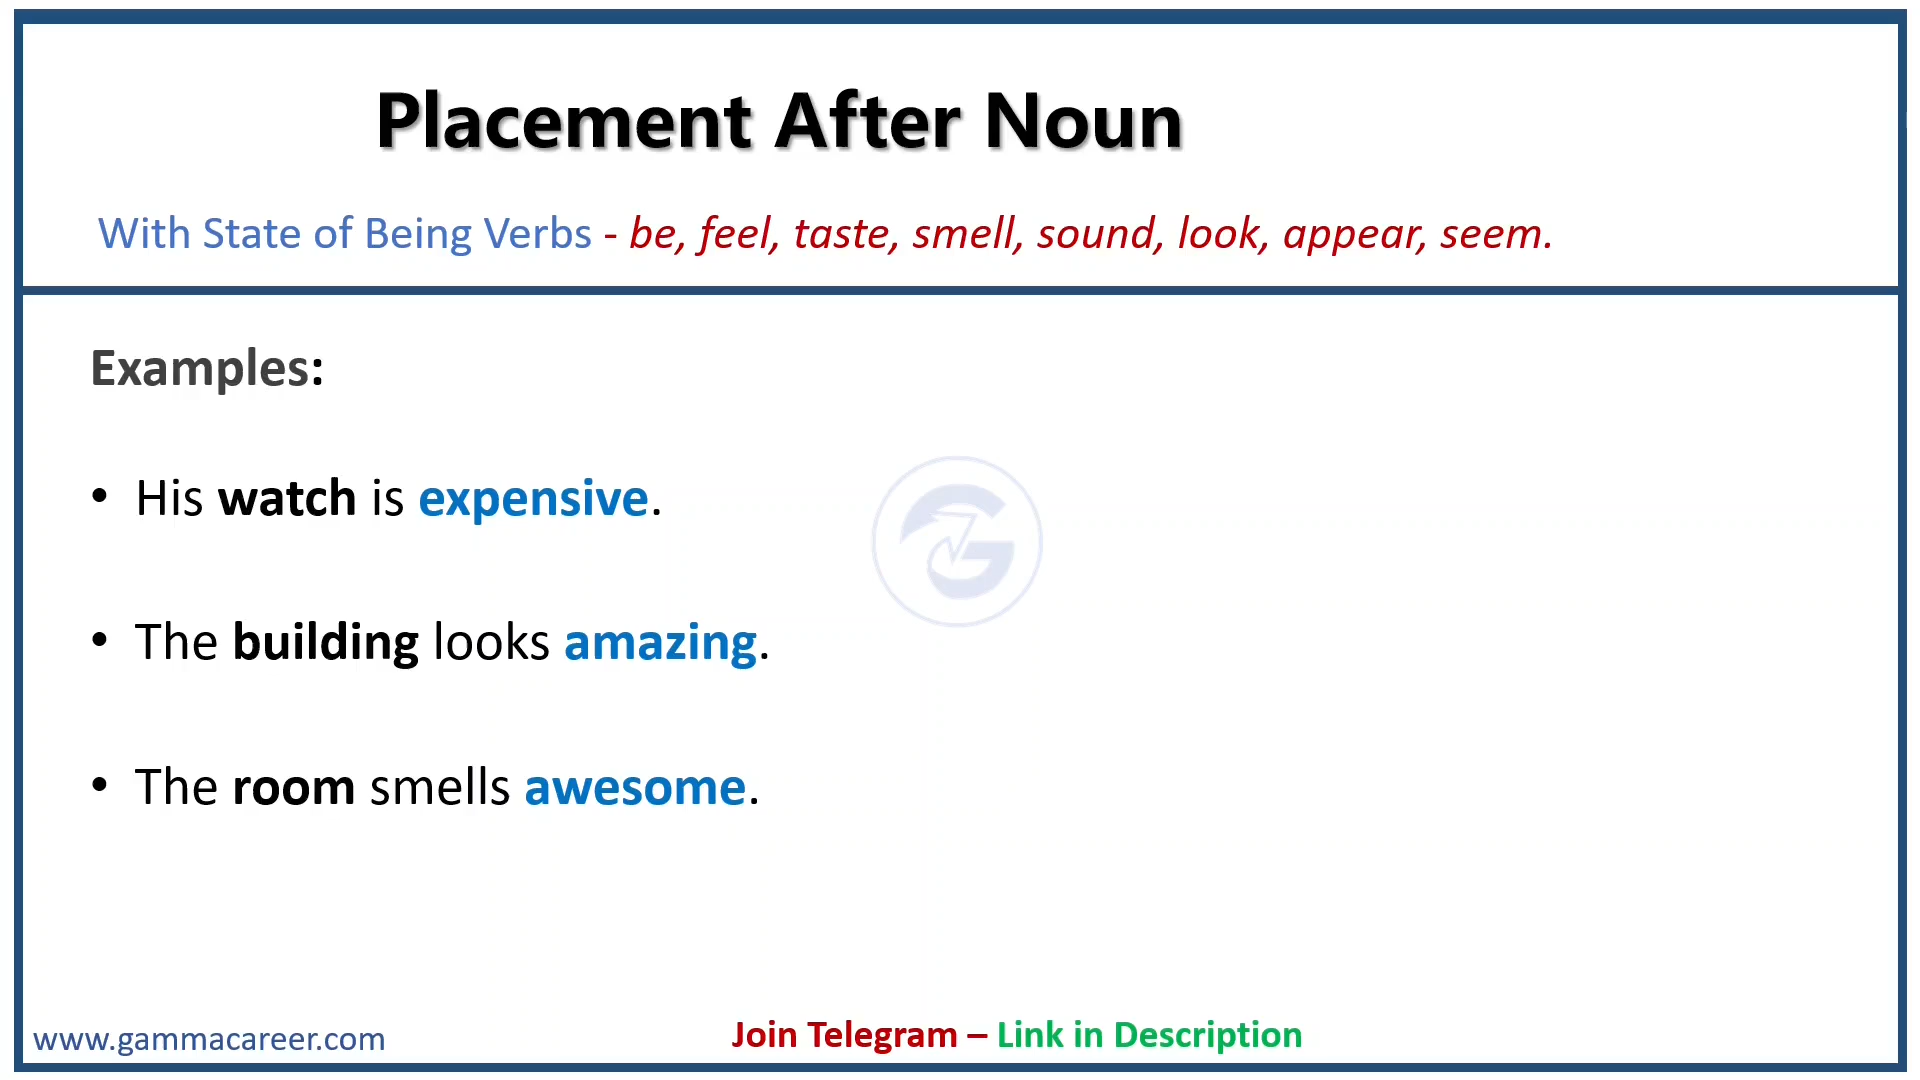 Placement After Noun
With State of Being Verbs - be, feel, taste, smell, sound, look, appear, seem.
Examples:
• His watch is expensive.
• The building looks amazing.
• The room smells awesome.
www.gammacareer.com
Join Telegram – Link in Description